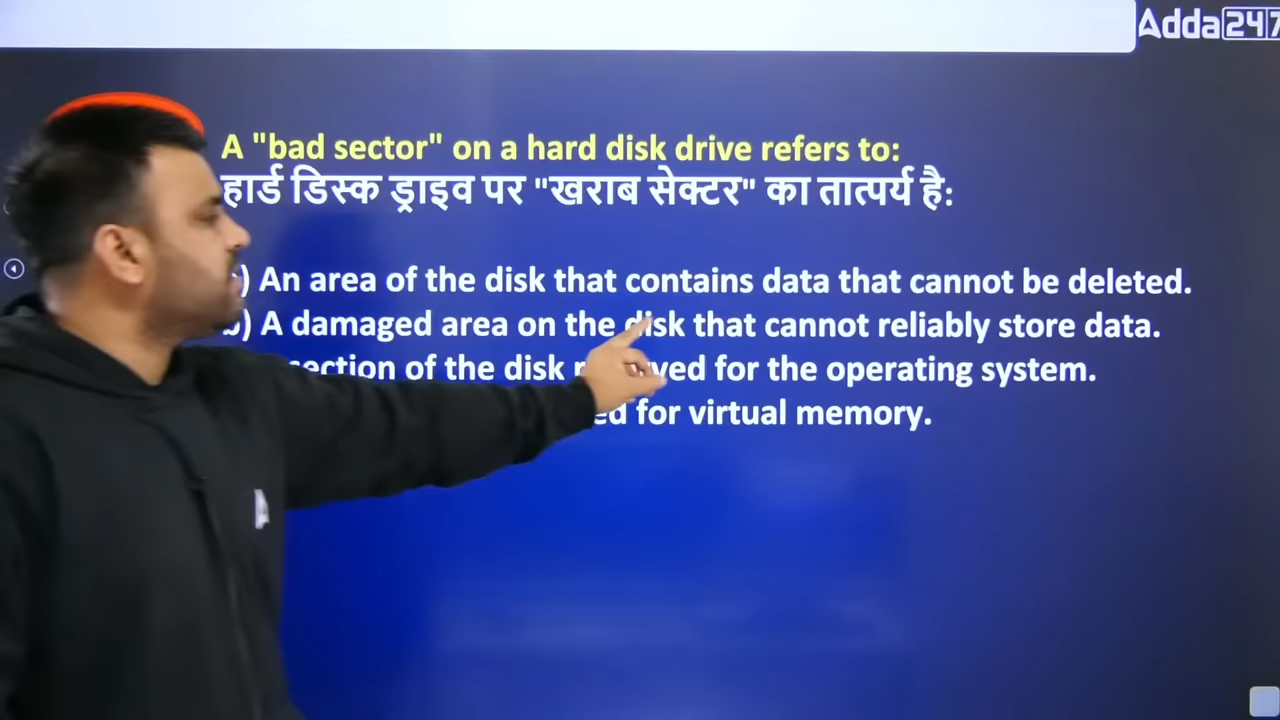 Adda247
A "bad sector" on a hard disk drive refers to:
हार्ड डिस्क ड्राइव पर "खराब सेक्टर" का तात्पर्य है:
) An area of the disk that contains data that cannot be deleted.
b) A damaged area on the disk that cannot reliably store data.
section of the disk for the operating system.
for virtual memory.